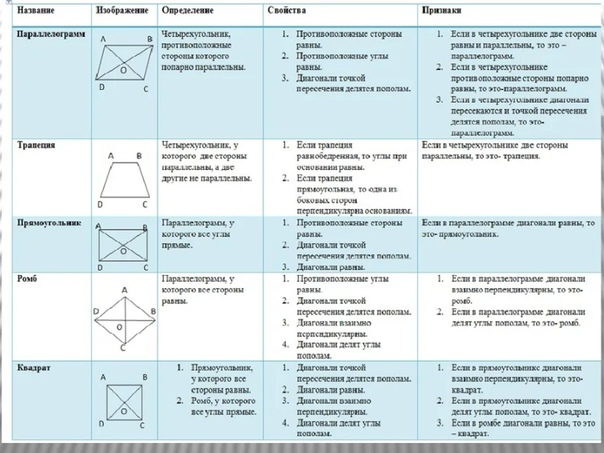 Название Изображение Определение Свойства Признаки
Параллелограмм
A B
O
D C
Четырехугольник,
противоположные
стороны которого
попарно параллельны.
1. Противоположные стороны
равны.
2. Противоположные углы
равны.
3. Диагонали точкой
пересечения делятся пополам.
1. Если в четырехугольнике две стороны
равны и параллельны, то это –
параллелограмм.
2. Если в четырехугольнике
противоположные стороны попарно
равны, то это-параллелограмм.
3. Если в четырехугольнике диагонали
пересекаются и точкой пересечения
делятся пополам, то это-
параллелограмм.
Трапеция
A B
D C
Четырехугольник, у
которого две стороны
параллельны, а две
другие не параллельны.
1. Если трапеция
равнобедренная, то углы при
основании равны.
2. Если трапеция
прямоугольная, то одна из
боковых сторон
перпендикулярна основаниям.
Если в четырехугольнике две стороны
параллельны, то это- трапеция.
Прямоугольник
A B
O
D C
Параллелограмм, у
которого все углы
прямые.
1. Противоположные стороны
равны.
2. Диагонали точкой
пересечения делятся пополам.
3. Диагонали равны.
Если в параллелограмме диагонали равны, то
это- прямоугольник.
Ромб
A
D B
O
C
Параллелограмм, у
которого все стороны
равны.
1. Противоположные углы
равны.
2. Диагонали точкой
пересечения делятся пополам.
3. Диагонали взаимно
перпендикулярны.
4. Диагонали делят углы
пополам.
1. Если в параллелограмме диагонали
взаимно перпендикулярны, то это-
ромб.
2. Если в параллелограмме диагонали
делят углы пополам, то это- ромб.
Квадрат
A B
O
D C
1. Прямоугольник,
у которого все
стороны равны.
2. Ромб, у которого
все углы прямые.
1. Диагонали точкой
пересечения делятся пополам.
2. Диагонали равны.
3. Диагонали взаимно
перпендикулярны.
4. Диагонали делят углы
пополам.
1. Если в прямоугольнике диагонали
взаимно перпендикулярны, то это-
квадрат.
2. Если в прямоугольнике диагонали
делят углы пополам, то это- квадрат.
3. Если в ромбе диагонали равны, то это
– квадрат.